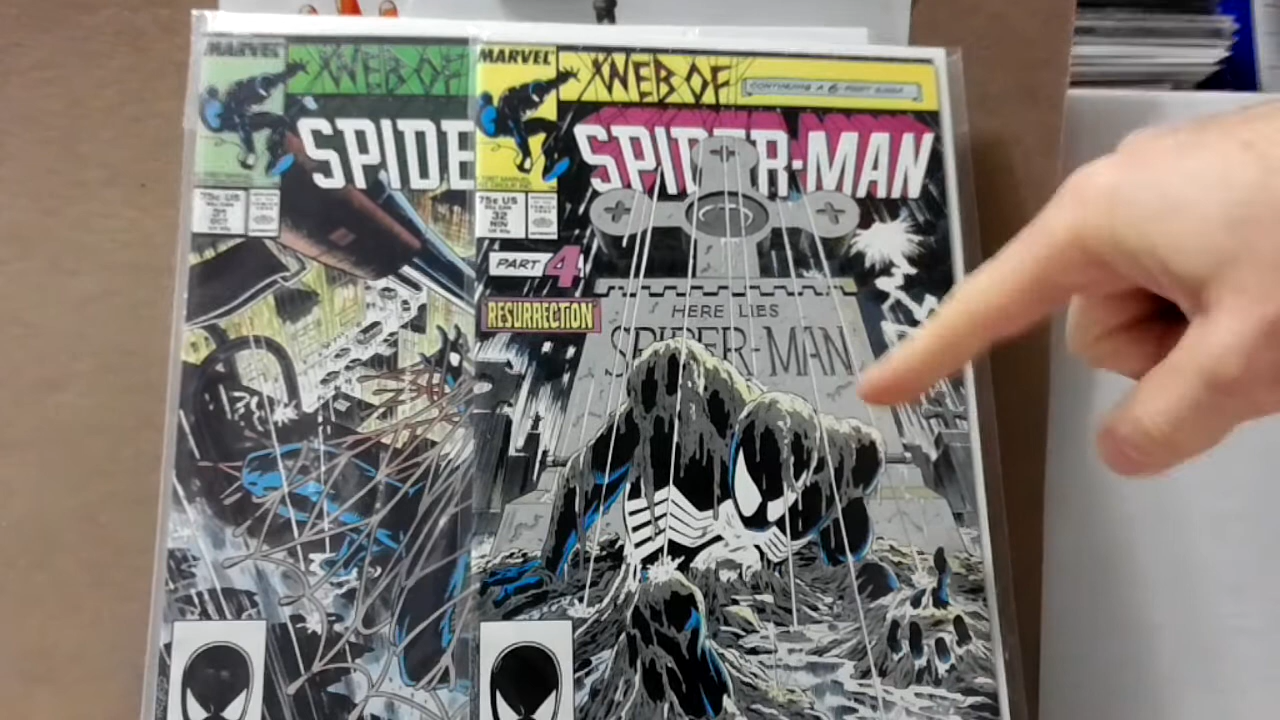 MARVEL
WEB OF
SPIDE
75¢ US
31
OCT
MARVEL
WEB OF
CONTINUING A 6-PART SAGA
SPIDER-MAN
75¢ US
32
NOV
PART 4
RESURRECTION
HERE LIES
SPIDER-MAN